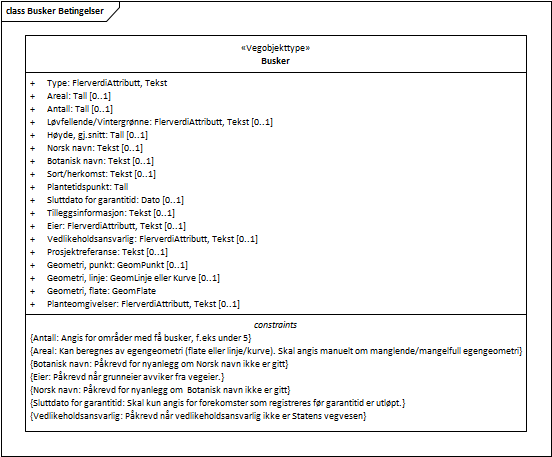 class Busker Betingelser
«Vegobjekttype»
Busker
+ Type: FlerverdiAttributt, Tekst
+ Areal: Tall [0..1]
+ Antall: Tall [0..1]
+ Løvfellende/Vintergrønne: FlerverdiAttributt, Tekst [0..1]
+ Høyde, gj.snitt: Tall [0..1]
+ Norsk navn: Tekst [0..1]
+ Botanisk navn: Tekst [0..1]
+ Sort/herkomst: Tekst [0..1]
+ Plantetidspunkt: Tall
+ Sluttdato for garantitid: Dato [0..1]
+ Tilleggsinformasjon: Tekst [0..1]
+ Eier: FlerverdiAttributt, Tekst [0..1]
+ Vedlikeholdsansvarlig: FlerverdiAttributt, Tekst [0..1]
+ Prosjektreferanse: Tekst [0..1]
+ Geometri, punkt: GeomPunkt [0..1]
+ Geometri, linje: GeomLinje eller Kurve [0..1]
+ Geometri, flate: GeomFlate
+ Planteomgivelser: FlerverdiAttributt, Tekst [0..1]
constraints
{Antall: Angis for områder med få busker, f.eks under 5}
{Areal: Kan beregnes av egengeometri (flate eller linje/kurve). Skal angis manuelt om manglende/mangelfull egengeometri}
{Botanisk navn: Påkrevd for nyanlegg om Norsk navn ikke er gitt}
{Eier: Påkrevd når grunneier avviker fra vegeier.}
{Norsk navn: Påkrevd for nyanlegg om Botanisk navn ikke er gitt}
{Sluttdato for garantitid: Skal kun angis for forekomster som registreres før garantitid er utløpt.}
{Vedlikeholdsansvarlig: Påkrevd når vedlikeholdsansvarlig ikke er Statens vegvesen}